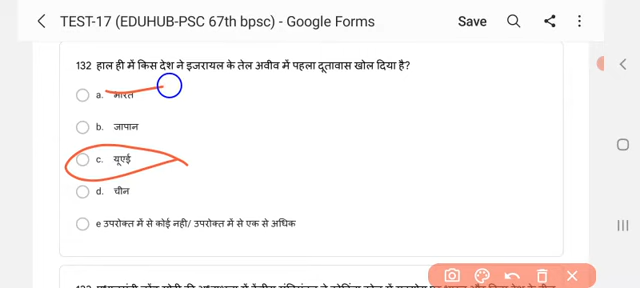 TEST-17 (EDUHUB-PSC 67th bpsc) - Google Forms Save
132 हाल ही में किस देश ने इजरायल के तेल अवीव में पहला दूतावास खोल दिया है?
a. भारत
b. जापान
c. यूएई
d. चीन
e उपरोक्त में से कोई नही/ उपरोक्त में से एक से अधिक